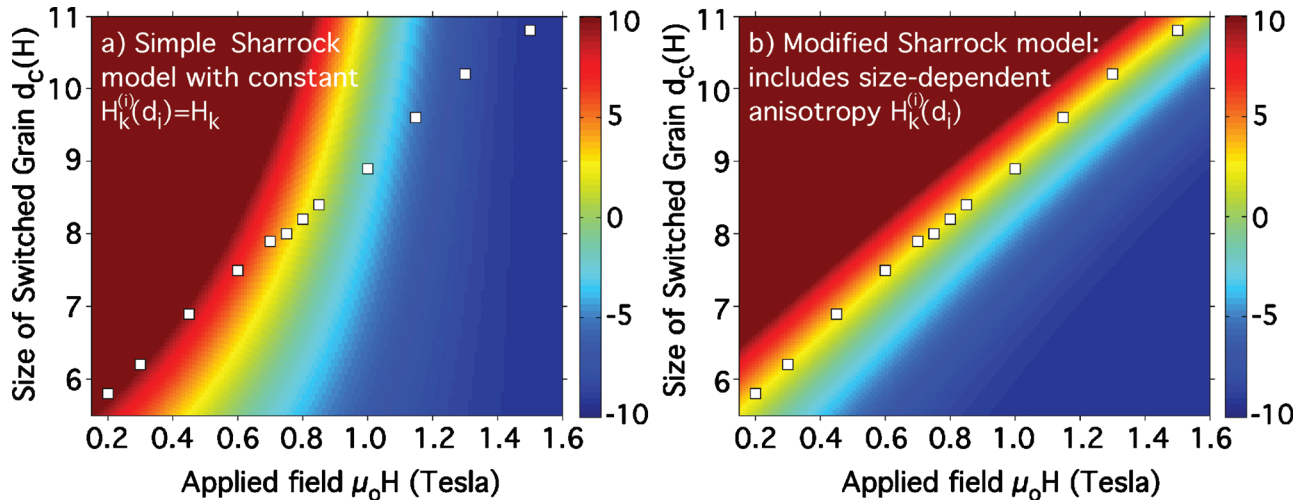 a) Simple Sharrock
model with constant
H_k^(i)(d_i)=H_k
Size of Switched Grain d_C(H)
11
10
9
8
7
6
0.2 0.4 0.6 0.8 1.0 1.2 1.4 1.6
Applied field μ_oH (Tesla)
10
5
0
-5
-10
b) Modified Sharrock model:
includes size-dependent
anisotropy H_k^(i)(d_i)
Size of Switched Grain d_C(H)
11
10
9
8
7
6
0.2 0.4 0.6 0.8 1.0 1.2 1.4 1.6
Applied field μ_oH (Tesla)
10
5
0
-5
-10